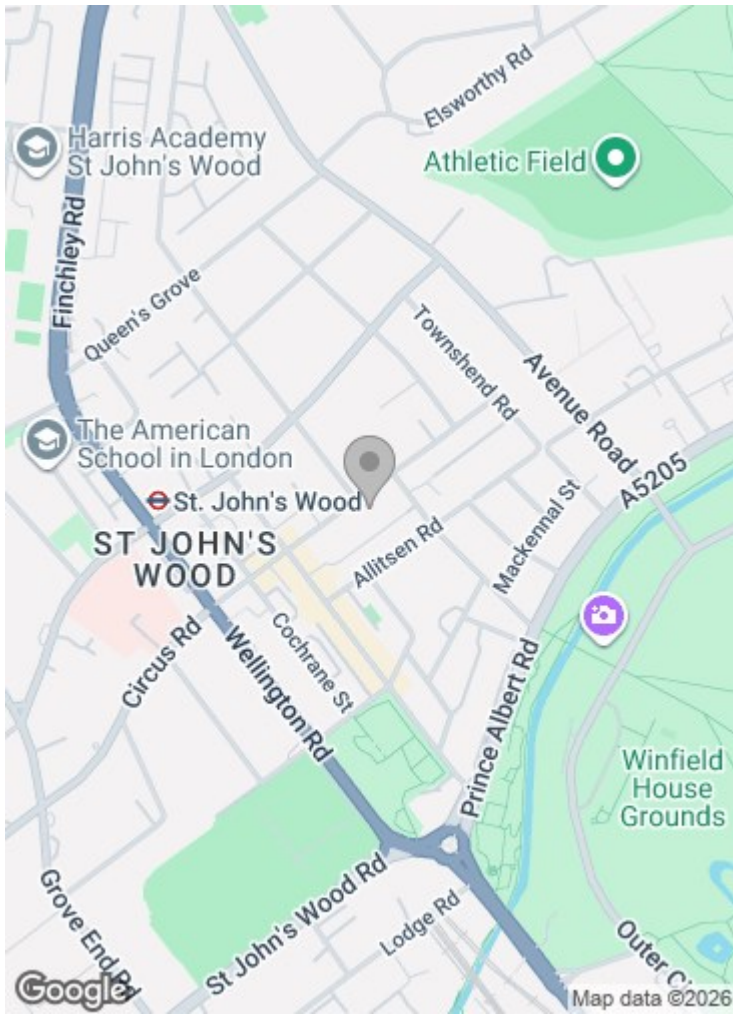 Elsworthy Rd
Harris Academy
St John's Wood
Athletic Field
Finchley Rd
Queen's Grove
Townshend Rd
Avenue Road
The American
School in London
A5205
St. John's Wood
ST JOHN'S
WOOD
Allitsen Rd
Mackennal St
Circus Rd
Cochrane St
Wellington Rd
Prince Albert Rd
Winfield
House
Grounds
Grove End Rd
St John's Wood Rd
Lodge Rd
Outer Ci
Google
Map data ©2026